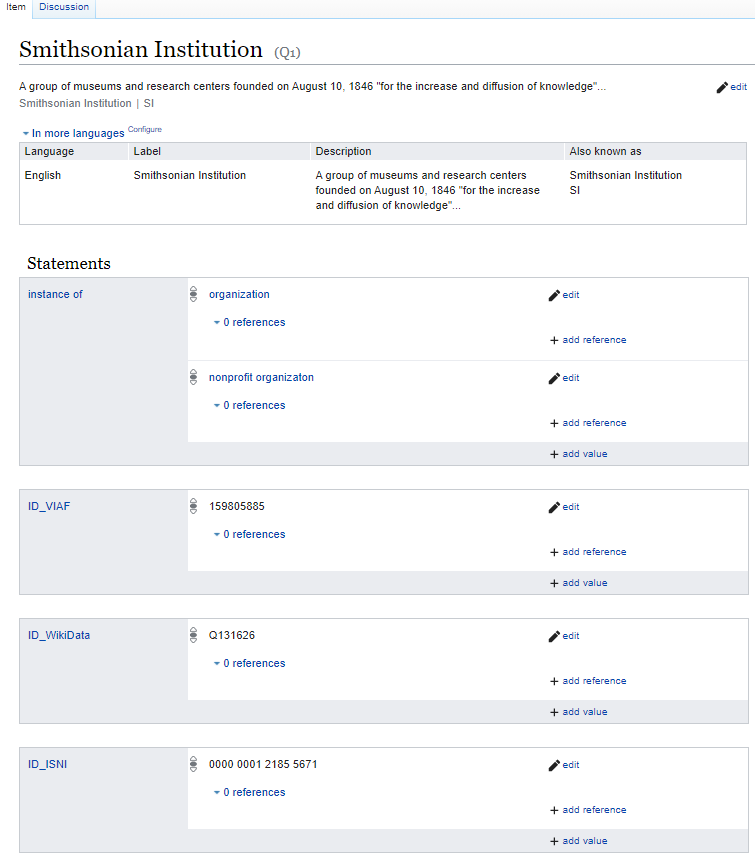 Item Discussion
Smithsonian Institution (Q1)
A group of museums and research centers founded on August 10, 1846 "for the increase and diffusion of knowledge"... edit
Smithsonian Institution | SI
In more languages Configure
Language Label Description Also known as
English Smithsonian Institution A group of museums and research centers Smithsonian Institution
founded on August 10, 1846 "for the increase SI
and diffusion of knowledge"...
Statements
instance of organization edit
0 references
+ add reference
nonprofit organizaton edit
0 references
+ add reference
+ add value
ID_VIAF 159805885 edit
0 references
+ add reference
+ add value
ID_WikiData Q131626 edit
0 references
+ add reference
+ add value
ID_ISNI 0000 0001 2185 5671 edit
0 references
+ add reference
+ add value